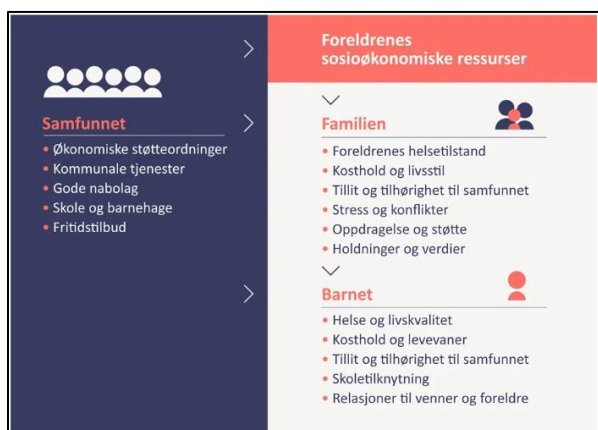 Samfunnet
• Økonomiske støtteordninger
• Kommunale tjenester
• Gode nabolag
• Skole og barnehage
• Fritidstilbud
Foreldrenes
sosioøkonomiske ressurser
Familien
• Foreldrenes helsetilstand
• Kosthold og livsstil
• Tillit og tilhørighet til samfunnet
• Stress og konflikter
• Oppdragelse og støtte
• Holdninger og verdier
Barnet
• Helse og livskvalitet
• Kosthold og levevaner
• Tillit og tilhørighet til samfunnet
• Skoletilknytning
• Relasjoner til venner og foreldre